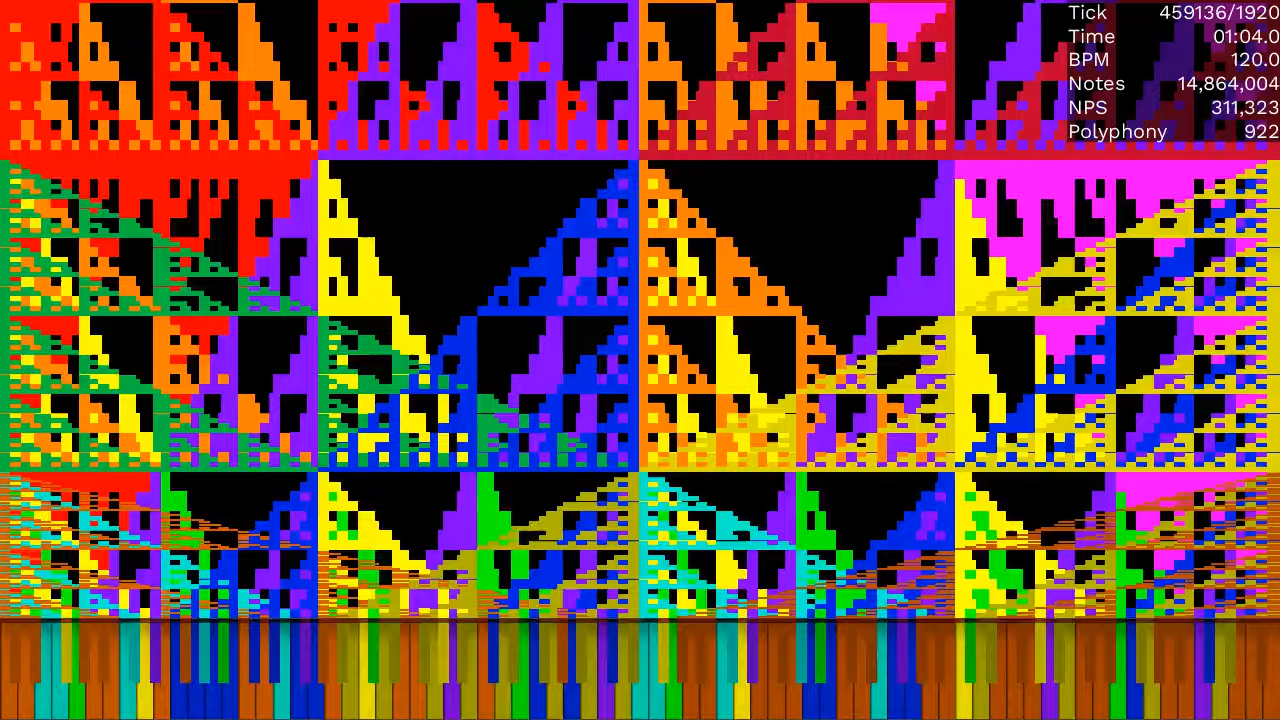 Tick 459136/1920
Time 01:04.0
BPM 120.0
Notes 14,864,004
NPS 311,323
Polyphony 922